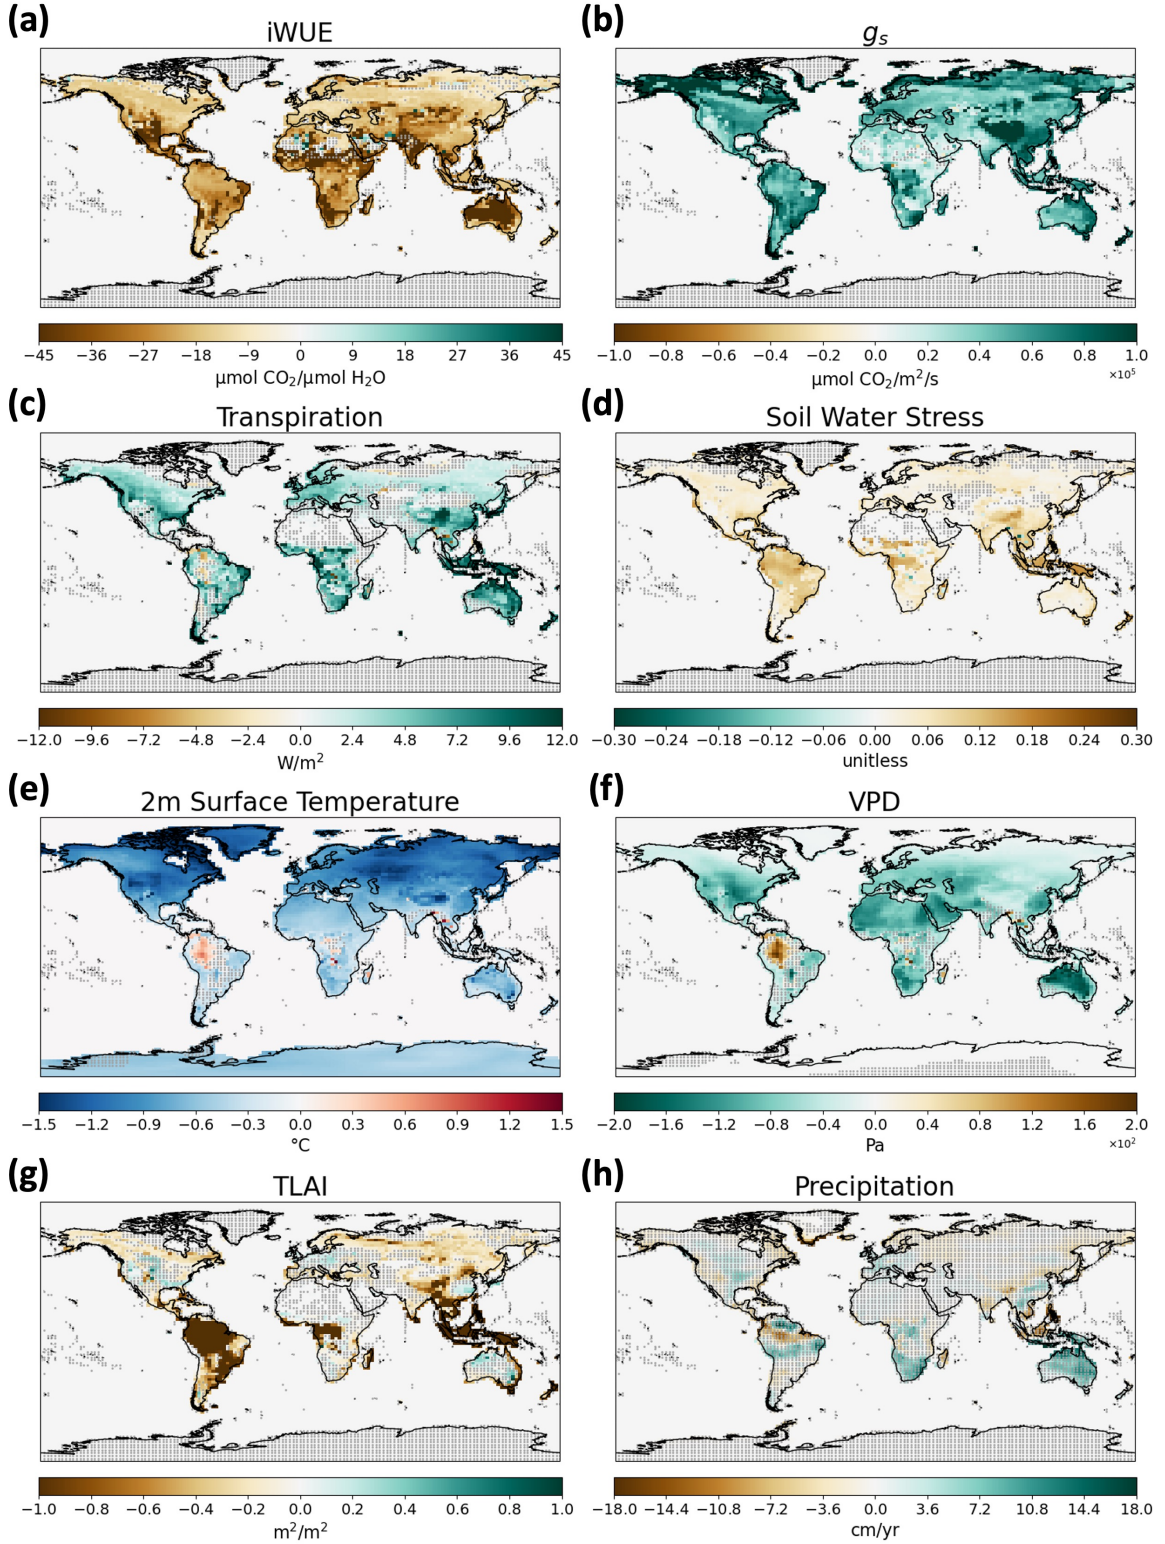 (a) (b)
iWUE gₛ
−45 −36 −27 −18 −9 0 9 18 27 36 45
μmol CO₂/μmol H₂O
−1.0 −0.8 −0.6 −0.4 −0.2 0.0 0.2 0.4 0.6 0.8 1.0
μmol CO₂/m²/s ×10⁵
(c) (d)
Transpiration Soil Water Stress
−12.0 −9.6 −7.2 −4.8 −2.4 0.0 2.4 4.8 7.2 9.6 12.0
W/m²
−0.30 −0.24 −0.18 −0.12 −0.06 0.00 0.06 0.12 0.18 0.24 0.30
unitless
(e) (f)
2m Surface Temperature VPD
−1.5 −1.2 −0.9 −0.6 −0.3 0.0 0.3 0.6 0.9 1.2 1.5
°C
−2.0 −1.6 −1.2 −0.8 −0.4 0.0 0.4 0.8 1.2 1.6 2.0
Pa ×10²
(g) (h)
TLAI Precipitation
−1.0 −0.8 −0.6 −0.4 −0.2 0.0 0.2 0.4 0.6 0.8 1.0
m²/m²
−18.0 −14.4 −10.8 −7.2 −3.6 0.0 3.6 7.2 10.8 14.4 18.0
cm/yr